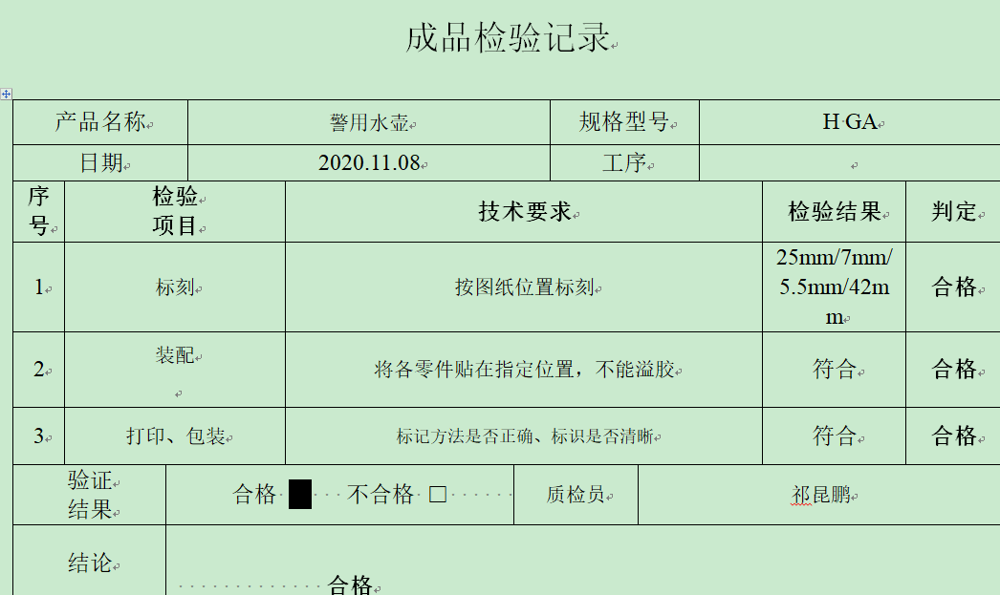 成品检验记录
产品名称 警用水壶 规格型号 H GA
日期 2020.11.08 工序
序号 检验项目 技术要求 检验结果 判定
1 标刻 按图纸位置标刻 25mm/7mm/5.5mm/42mm 合格
2 装配 将各零件贴在指定位置，不能溢胶 符合 合格
3 打印、包装 标记方法是否正确、标识是否清晰 符合 合格
验证结果 合格 ■ 不合格 □ 质检员 祁昆鹏
结论 合格